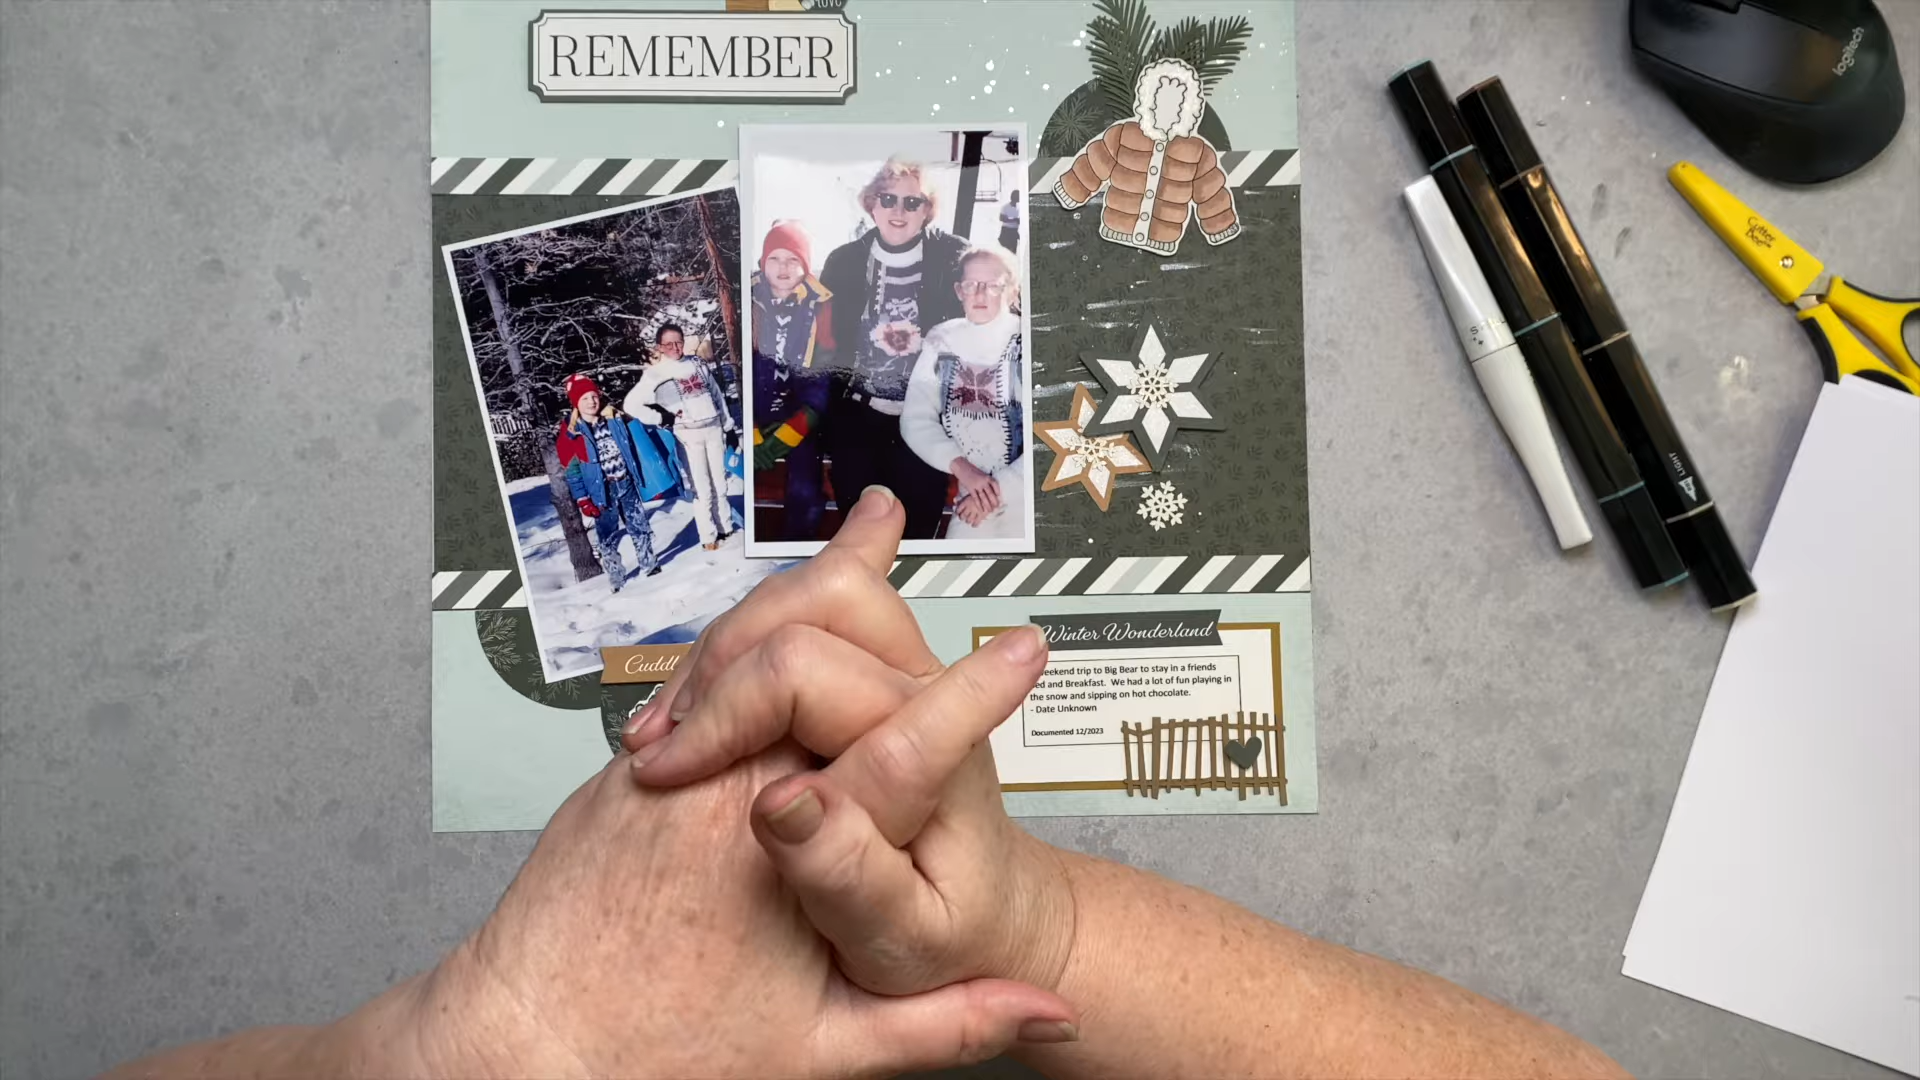 LOVE
REMEMBER
logitech
Cutter
Bee
LIGHT
Winter Wonderland
eekend trip to Big Bear to stay in a friends
ed and Breakfast. We had a lot of fun playing in
the snow and sipping on hot chocolate.
- Date Unknown
Documented 12/2023
Cuddl